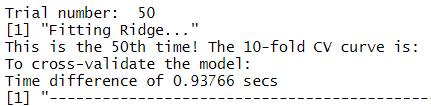 Trial number:  50
[1] "Fitting Ridge..."
This is the 50th time! The 10-fold CV curve is:
To cross-validate the model:
Time difference of 0.93766 secs
[1] "-------------------------------------------